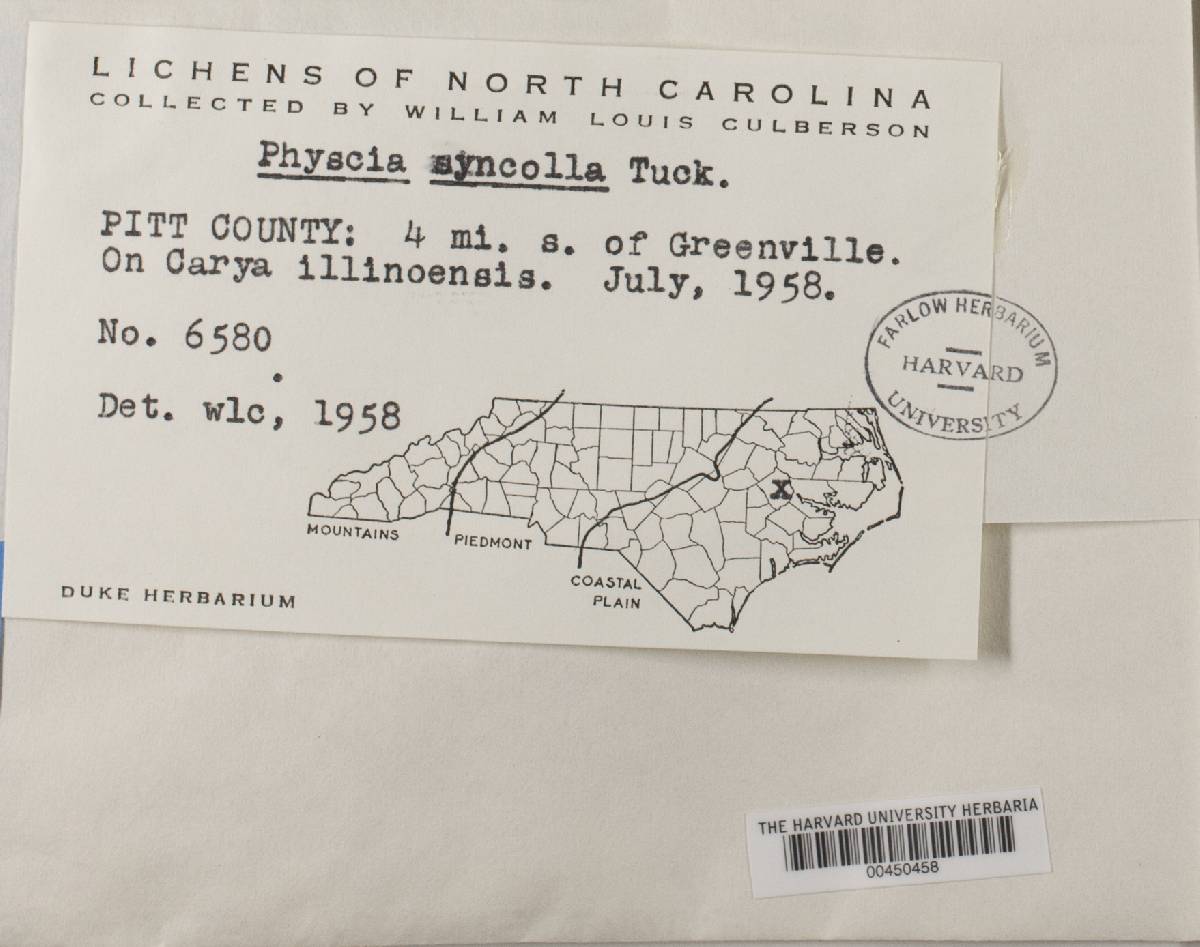 LICHENS OF NORTH CAROLINA
COLLECTED BY WILLIAM LOUIS CULBERSON
Physcia syncolla Tuck.
PITT COUNTY: 4 mi. s. of Greenville.
On Carya illinoensis. July, 1958.
No. 6580
Det. wlc, 1958
FARLOW HERBARIUM
HARVARD
UNIVERSITY
X
MOUNTAINS
PIEDMONT
COASTAL
PLAIN
DUKE HERBARIUM
THE HARVARD UNIVERSITY HERBARIA
00450458